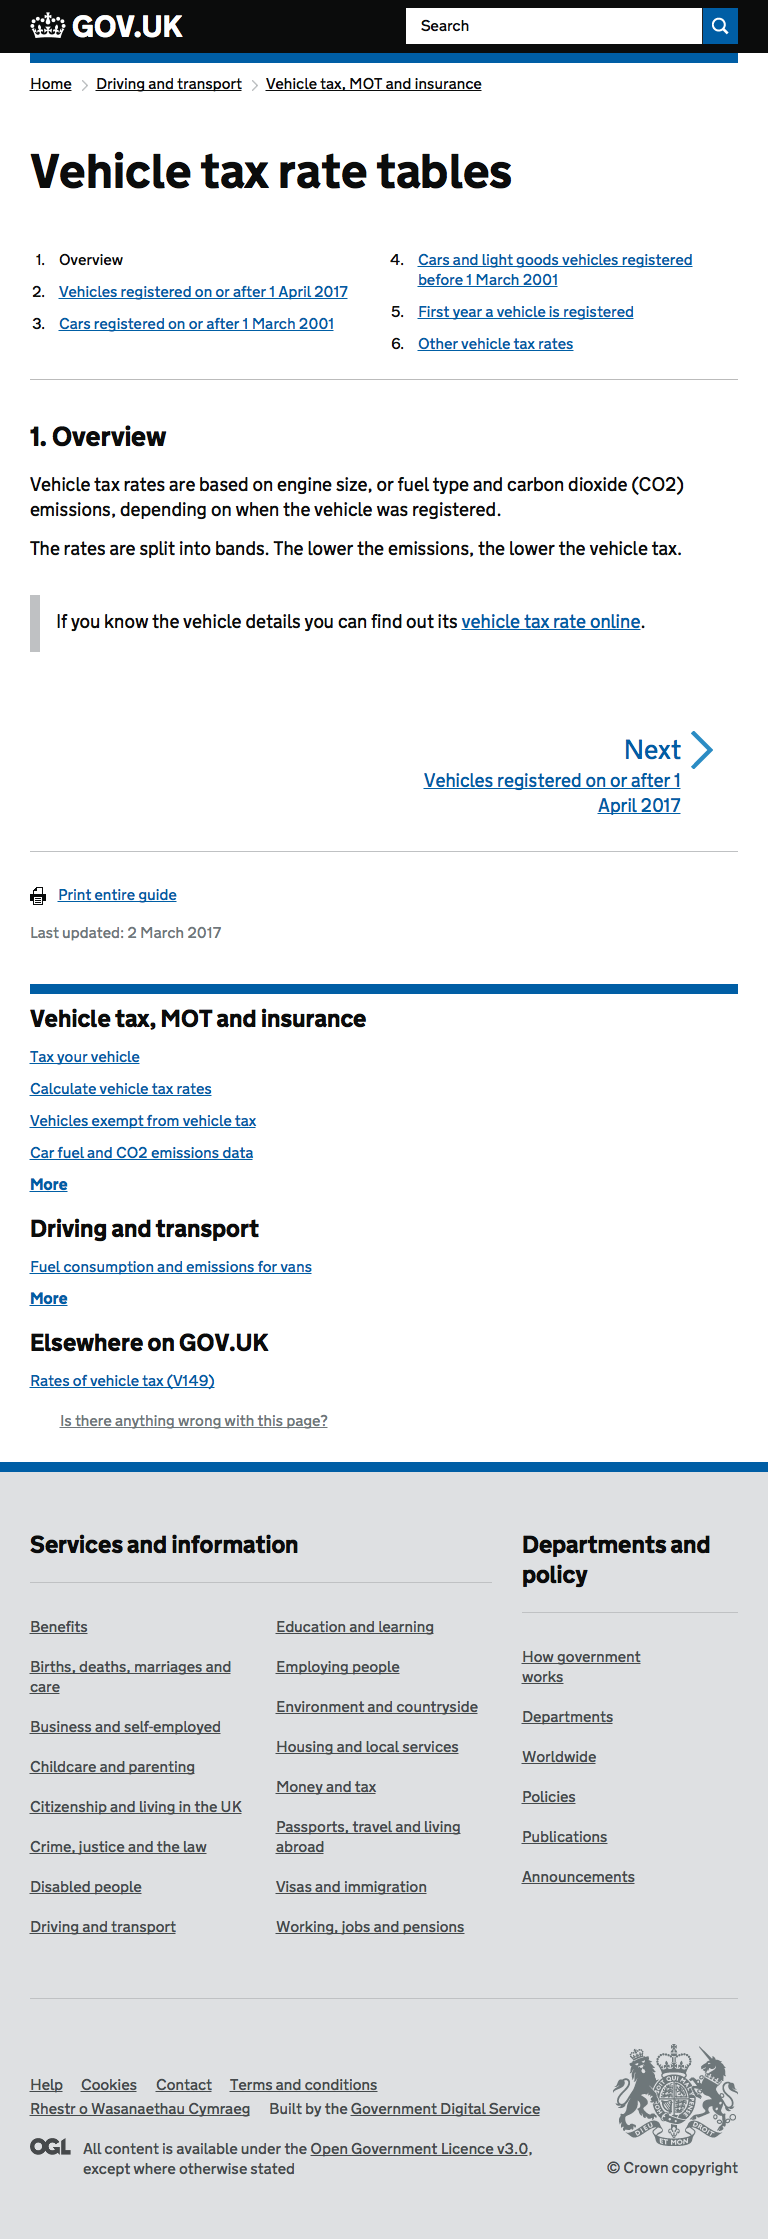 GOV.UK
Search
Home
Driving and transport
Vehicle tax, MOT and insurance
Vehicle tax rate tables
1. Overview
2. Vehicles registered on or after 1 April 2017
3. Cars registered on or after 1 March 2001
4. Cars and light goods vehicles registered
before 1 March 2001
5. First year a vehicle is registered
6. Other vehicle tax rates
1. Overview
Vehicle tax rates are based on engine size, or fuel type and carbon dioxide (CO2)
emissions, depending on when the vehicle was registered.
The rates are split into bands. The lower the emissions, the lower the vehicle tax.
If you know the vehicle details you can find out its vehicle tax rate online.
Next
Vehicles registered on or after 1
April 2017
Print entire guide
Last updated: 2 March 2017
Vehicle tax, MOT and insurance
Tax your vehicle
Calculate vehicle tax rates
Vehicles exempt from vehicle tax
Car fuel and CO2 emissions data
More
Driving and transport
Fuel consumption and emissions for vans
More
Elsewhere on GOV.UK
Rates of vehicle tax (V149)
Is there anything wrong with this page?
Services and information
Benefits
Births, deaths, marriages and
care
Business and self-employed
Childcare and parenting
Citizenship and living in the UK
Crime, justice and the law
Disabled people
Driving and transport
Education and learning
Employing people
Environment and countryside
Housing and local services
Money and tax
Passports, travel and living
abroad
Visas and immigration
Working, jobs and pensions
Departments and
policy
How government
works
Departments
Worldwide
Policies
Publications
Announcements
Help Cookies Contact Terms and conditions
Rhestr o Wasanaethau Cymraeg Built by the Government Digital Service
OGL
All content is available under the Open Government Licence v3.0,
except where otherwise stated
DIEU ET MON DROIT
© Crown copyright